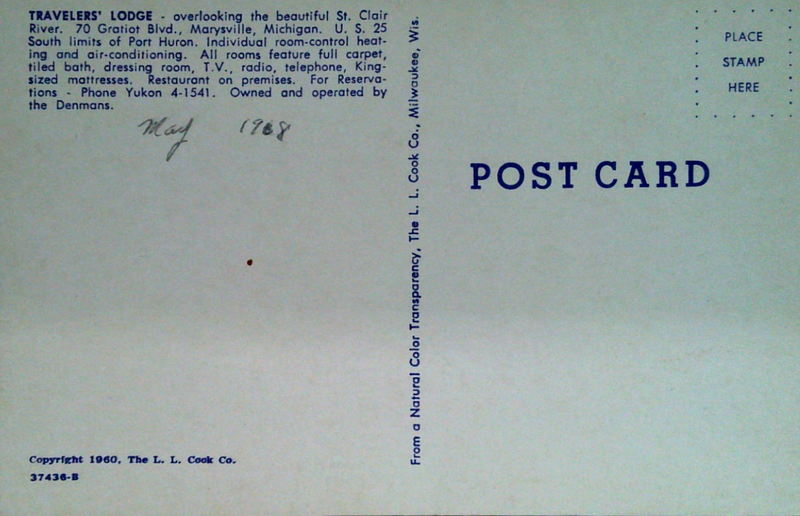 TRAVELERS' LODGE - overlooking the beautiful St. Clair
River. 70 Gratiot Blvd., Marysville, Michigan. U. S. 25
South limits of Port Huron. Individual room-control heat-
ing and air-conditioning. All rooms feature full carpet,
tiled bath, dressing room, T.V., radio, telephone, King-
sized mattresses. Restaurant on premises. For Reserva-
tions - Phone Yukon 4-1541. Owned and operated by
the Denmans.
May 1968
Copyright 1960, The L. L. Cook Co.
37436-B
From a Natural Color Transparency, The L. L. Cook Co., Milwaukee, Wis.
PLACE
STAMP
HERE
POST CARD